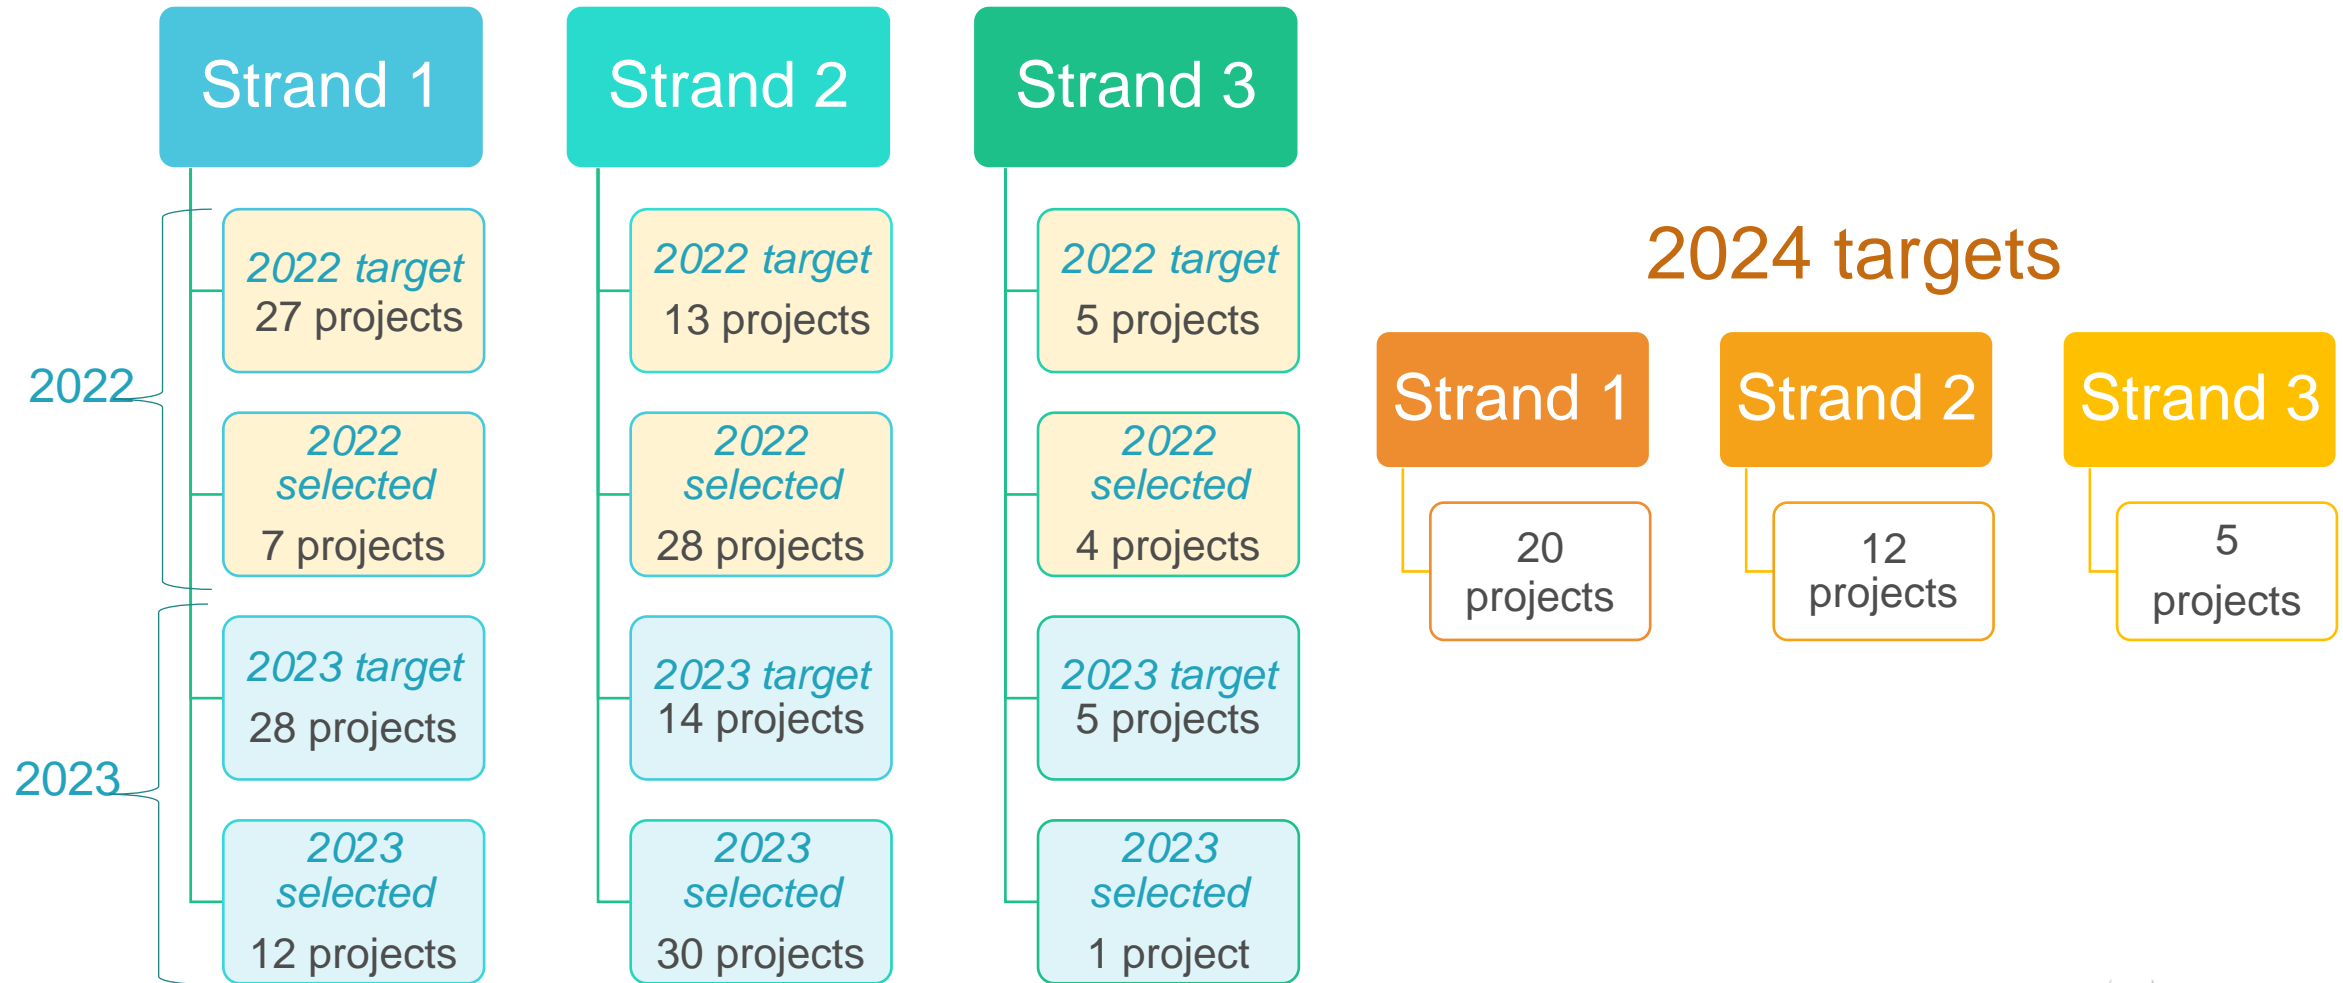 Strand 1
Strand 2
Strand 3
2022
2022 target
27 projects
2022 target
13 projects
2022 target
5 projects
2022
selected
7 projects
2022
selected
28 projects
2022
selected
4 projects
2023
2023 target
28 projects
2023 target
14 projects
2023 target
5 projects
2023
selected
12 projects
2023
selected
30 projects
2023
selected
1 project
2024 targets
Strand 1
Strand 2
Strand 3
20
projects
12
projects
5
projects